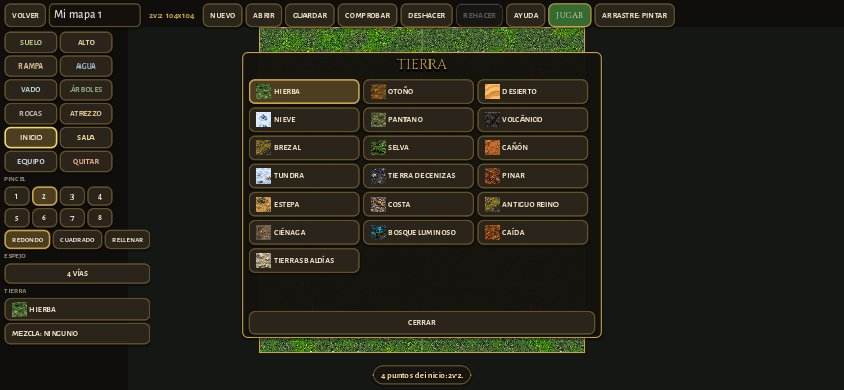 VOLVER Mi mapa 1 2v2 104x104 NUEVO ABRIR GUARDAR COMPROBAR DESHACER REHACER AYUDA JUGAR ARRASTRE: PINTAR
SUELO ALTO
RAMPA AGUA
VADO ÁRBOLES
ROCAS ATREZZO
INICIO SALA
EQUIPO QUITAR
PINCEL
1 2 3 4
5 6 7 8
REDONDO CUADRADO RELLENAR
ESPEJO
4 VÍAS
TIERRA
HIERBA
MEZCLA: NINGUNO
TIERRA
HIERBA OTOÑO DESIERTO
NIEVE PANTANO VOLCÁNICO
BREZAL SELVA CAÑÓN
TUNDRA TIERRA DE CENIZAS PINAR
ESTEPA COSTA ANTIGUO REINO
CIÉNAGA BOSQUE LUMINOSO CAÍDA
TIERRAS BALDÍAS
CERRAR
4 puntos de inicio: 2v2.